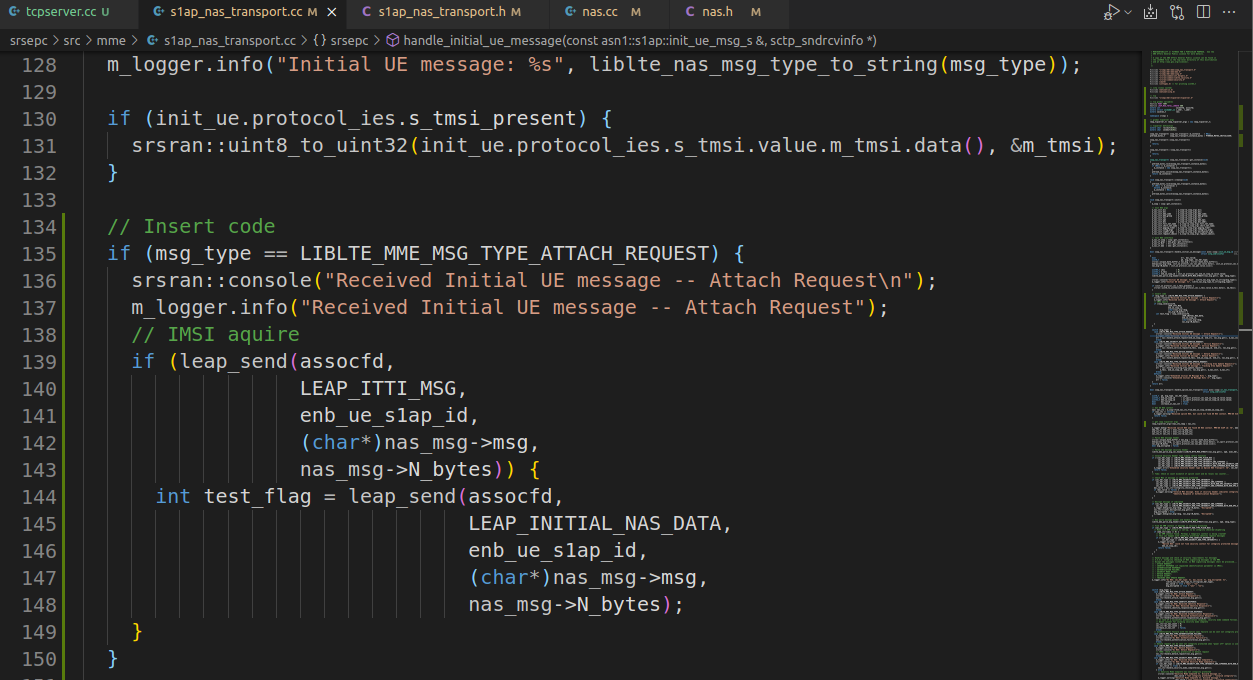 tcpserver.cc U s1ap_nas_transport.cc M s1ap_nas_transport.h M nas.cc M nas.h M
srsepc > src > mme > s1ap_nas_transport.cc > {} srsepc > handle_initial_ue_message(const asn1::s1ap::init_ue_msg_s &, sctp_sndrcvinfo *)
128 m_logger.info("Initial UE message: %s", liblte_nas_msg_type_to_string(msg_type));
129
130 if (init_ue.protocol_ies.s_tmsi_present) {
131 srsran::uint8_to_uint32(init_ue.protocol_ies.s_tmsi.value.m_tmsi.data(), &m_tmsi);
132 }
133
134 // Insert code
135 if (msg_type == LIBLTE_MME_MSG_TYPE_ATTACH_REQUEST) {
136 srsran::console("Received Initial UE message -- Attach Request\n");
137 m_logger.info("Received Initial UE message -- Attach Request");
138 // IMSI aquire
139 if (leap_send(assocfd,
140 LEAP_ITTI_MSG,
141 enb_ue_s1ap_id,
142 (char*)nas_msg->msg,
143 nas_msg->N_bytes)) {
144 int test_flag = leap_send(assocfd,
145 LEAP_INITIAL_NAS_DATA,
146 enb_ue_s1ap_id,
147 (char*)nas_msg->msg,
148 nas_msg->N_bytes);
149 }
150 }